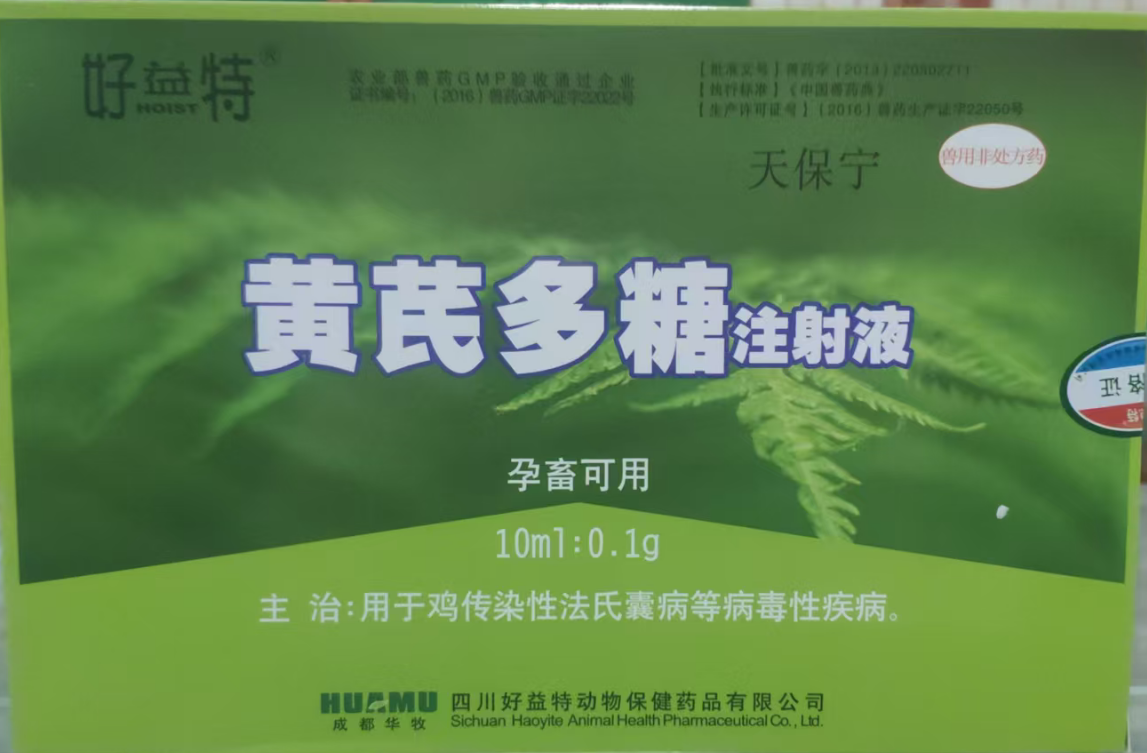 好益特®
HOIST
农业部兽药GMP验收通过企业
证书编号：（2016）兽药GMP证字22022号
【批准文号】兽药字（2013）220502711
【执行标准】《中国兽药典》
【生产许可证号】（2016）兽药生产证字22050号
天保宁
兽用非处方药
黄芪多糖注射液
格证
孕畜可用
10ml:0.1g
主 治:用于鸡传染性法氏囊病等病毒性疾病。
HUAMU
成都华牧
四川好益特动物保健药品有限公司
Sichuan Haoyite Animal Health Pharmaceutical Co., Ltd.